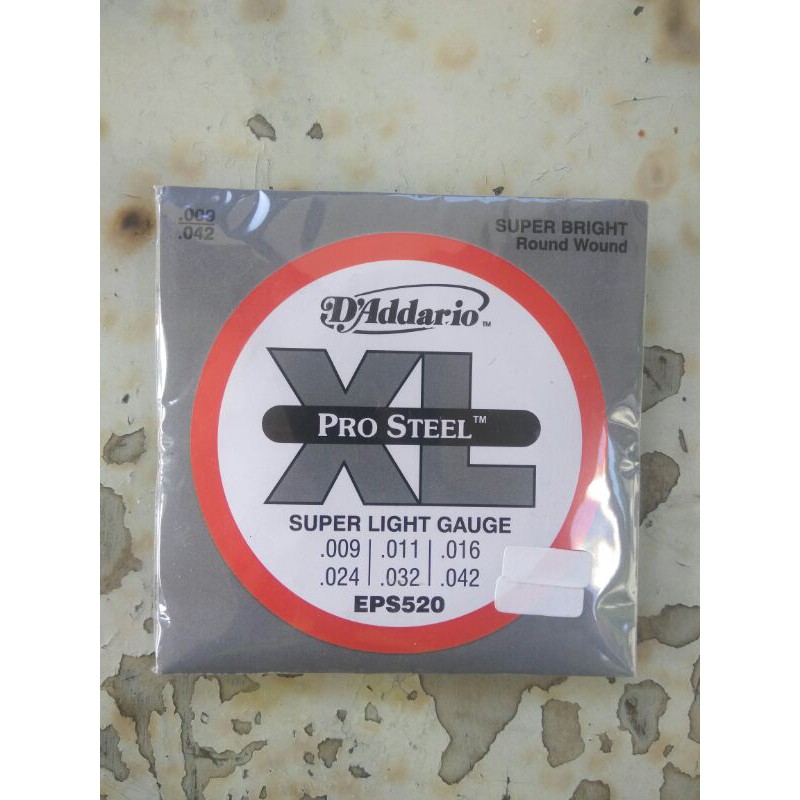 .009
.042
SUPER BRIGHT
Round Wound
D'Addario™
XL
PRO STEEL™
SUPER LIGHT GAUGE
.009 | .011 | .016
.024 | .032 | .042
EPS520